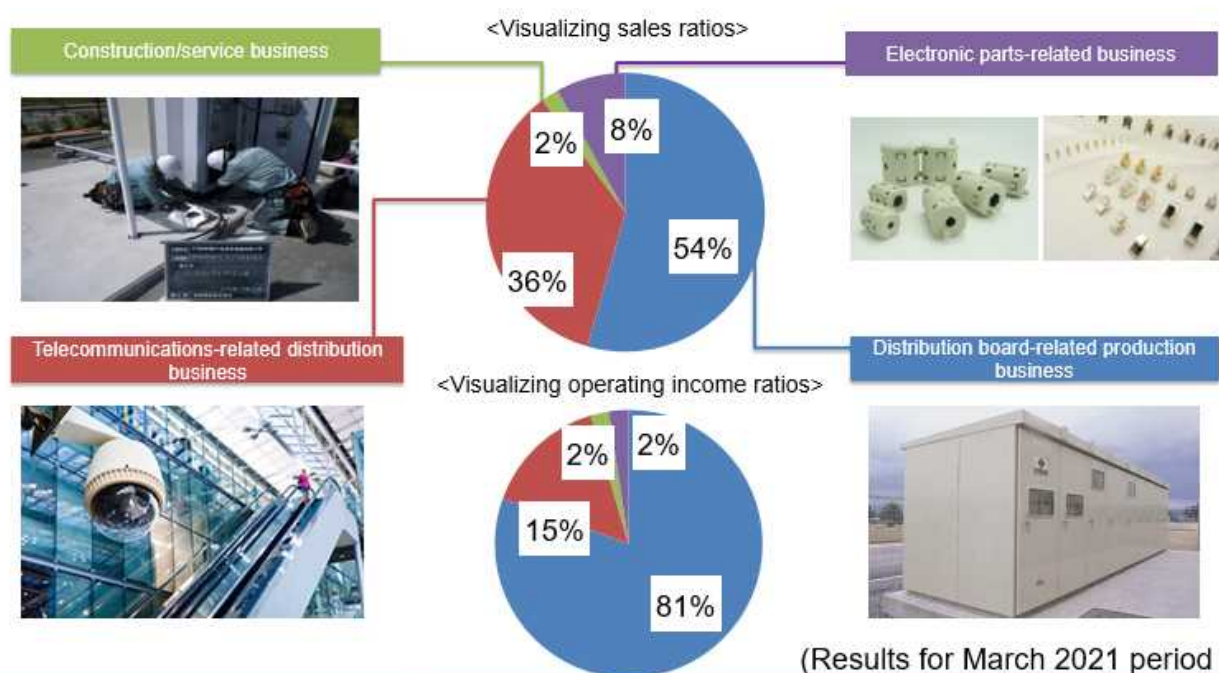 <Visualizing sales ratios>
Construction/service business
Electronic parts-related business
2%
8%
54%
36%
Telecommunications-related distribution
business
Distribution board-related production
business
<Visualizing operating income ratios>
2%
2%
15%
81%
(Results for March 2021 period